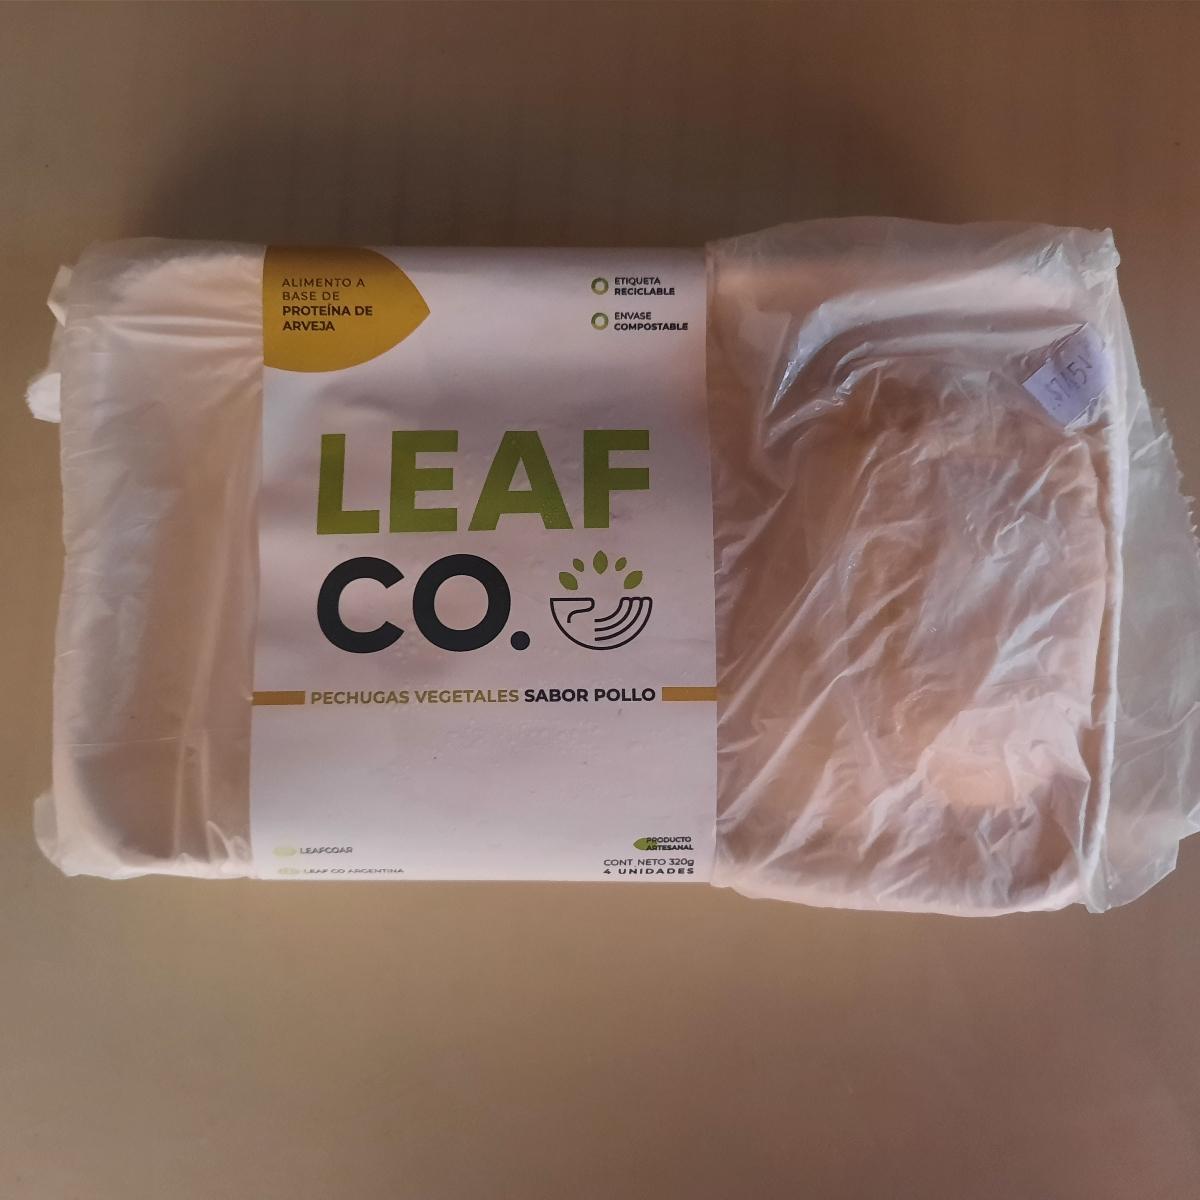 ALIMENTO A
BASE DE
PROTEÍNA DE
ARVEJA
ETIQUETA
RECICLABLE
ENVASE
COMPOSTABLE
LEAF
CO.
PECHUGAS VEGETALES SABOR POLLO
LEAFCOAR
LEAF CO ARGENTINA
PRODUCTO
ARTESANAL
CONT NETO 320g
4 UNIDADES